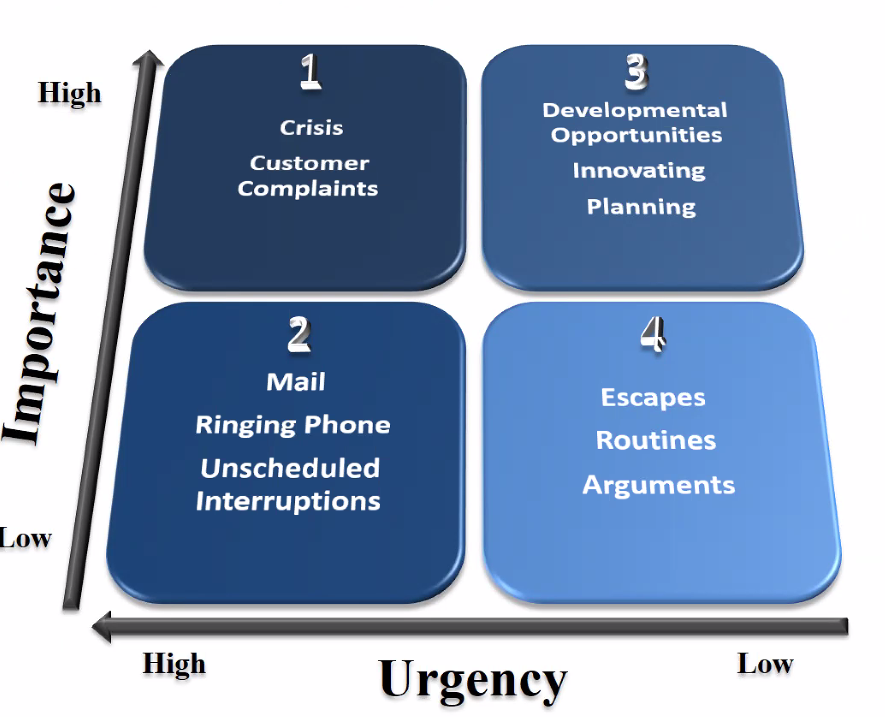 High
Importance
Low
1
Crisis
Customer
Complaints
3
Developmental
Opportunities
Innovating
Planning
2
Mail
Ringing Phone
Unscheduled
Interruptions
4
Escapes
Routines
Arguments
High
Urgency
Low